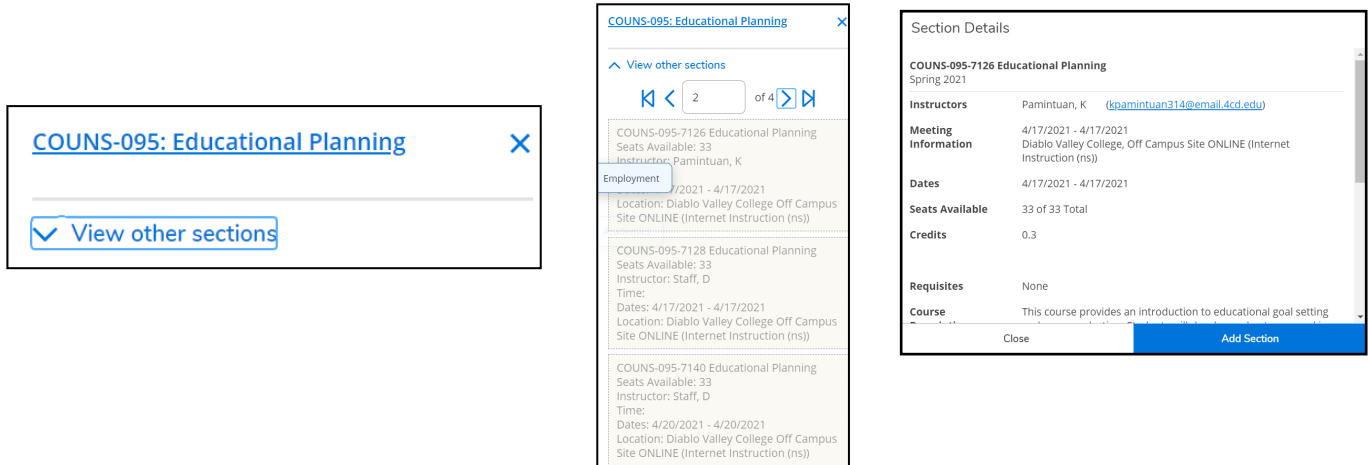 COUNS-095: Educational Planning
View other sections
COUNS-095: Educational Planning
View other sections
2 of 4
COUNS-095-7126 Educational Planning
Seats Available: 33
Instructor: Pamintuan, K
Employment
7/2021 - 4/17/2021
Location: Diablo Valley College Off Campus
Site ONLINE (Internet Instruction (ns))
COUNS-095-7128 Educational Planning
Seats Available: 33
Instructor: Staff, D
Time:
Dates: 4/17/2021 - 4/17/2021
Location: Diablo Valley College Off Campus
Site ONLINE (Internet Instruction (ns))
COUNS-095-7140 Educational Planning
Seats Available: 33
Instructor: Staff, D
Time:
Dates: 4/20/2021 - 4/20/2021
Location: Diablo Valley College Off Campus
Site ONLINE (Internet Instruction (ns))
Section Details
COUNS-095-7126 Educational Planning
Spring 2021
Instructors Pamintuan, K (kpamintuan314@email.4cd.edu)
Meeting Information 4/17/2021 - 4/17/2021
Diablo Valley College, Off Campus Site ONLINE (Internet
Instruction (ns))
Dates 4/17/2021 - 4/17/2021
Seats Available 33 of 33 Total
Credits 0.3
Requisites None
Course This course provides an introduction to educational goal setting
Close Add Section